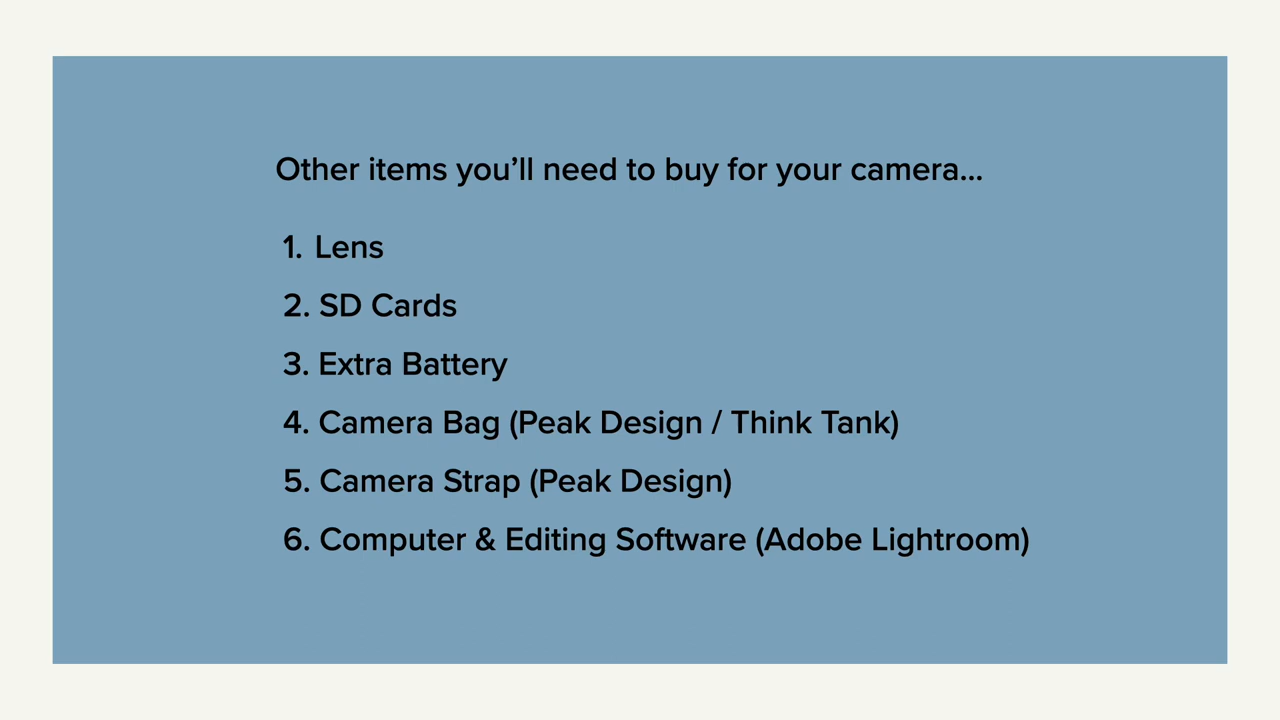 Other items you’ll need to buy for your camera...
1. Lens
2. SD Cards
3. Extra Battery
4. Camera Bag (Peak Design / Think Tank)
5. Camera Strap (Peak Design)
6. Computer & Editing Software (Adobe Lightroom)